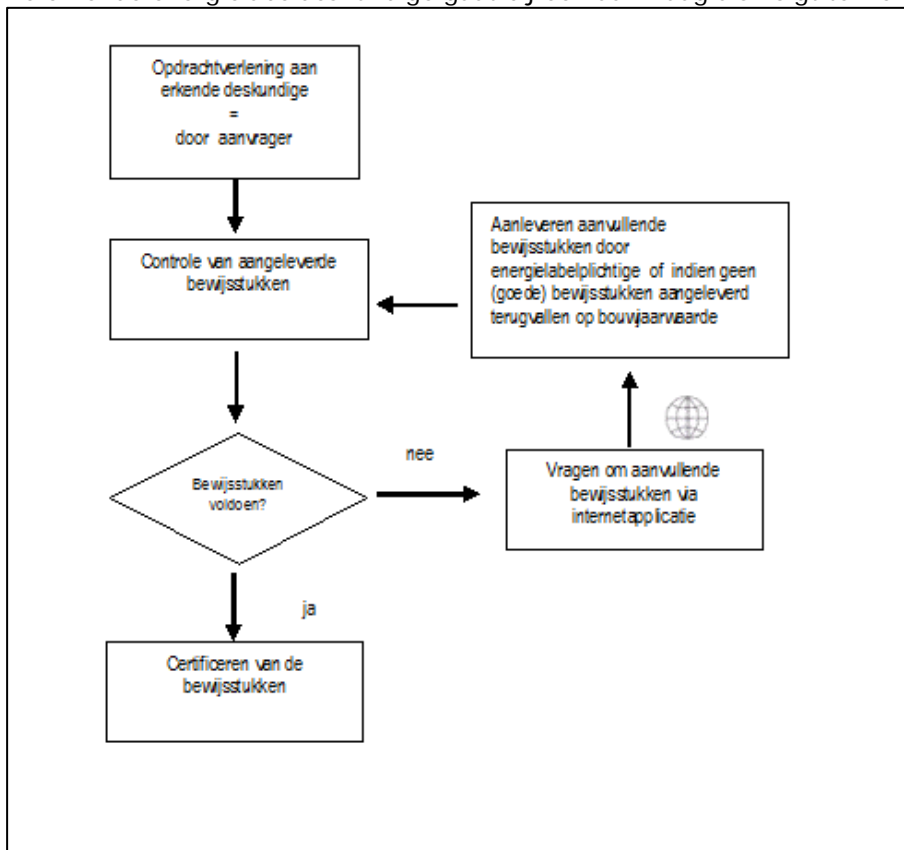 Opdrachtverlening aan
erkende deskundige
=
door aanvrager
Controle van aangeleverde
bewijsstukken
Aanleveren aanvullende
bewijsstukken door
energielabelplichtige of indien geen
(goede) bewijsstukken aangeleverd
terugvallen op bouwjaarwaarde
Bewijsstukken
voldoen?
nee
Vragen om aanvullende
bewijsstukken via
internetapplicatie
ja
Certificeren van de
bewijsstukken